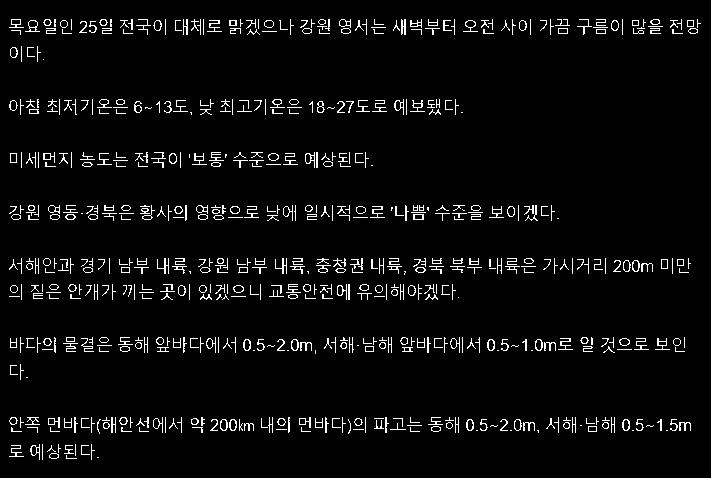 목요일인 25일 전국이 대체로 맑겠으나 강원 영서는 새벽부터 오전 사이 가끔 구름이 많을 전망
이다.
아침 최저기온은 6~13도, 낮 최고기온은 18~27도로 예보됐다.
미세먼지 농도는 전국이 '보통' 수준으로 예상된다.
강원 영동·경북은 황사의 영향으로 낮에 일시적으로 '나쁨' 수준을 보이겠다.
서해안과 경기 남부 내륙, 강원 남부 내륙, 충청권 내륙, 경북 북부 내륙은 가시거리 200m 미만
의 짙은 안개가 끼는 곳이 있겠으니 교통안전에 유의해야겠다.
바다의 물결은 동해 앞바다에서 0.5~2.0m, 서해·남해 앞바다에서 0.5~1.0m로 일 것으로 보인
다.
안쪽 먼바다(해안선에서 약 200㎞ 내의 먼바다)의 파고는 동해 0.5~2.0m, 서해·남해 0.5~1.5m
로 예상된다.